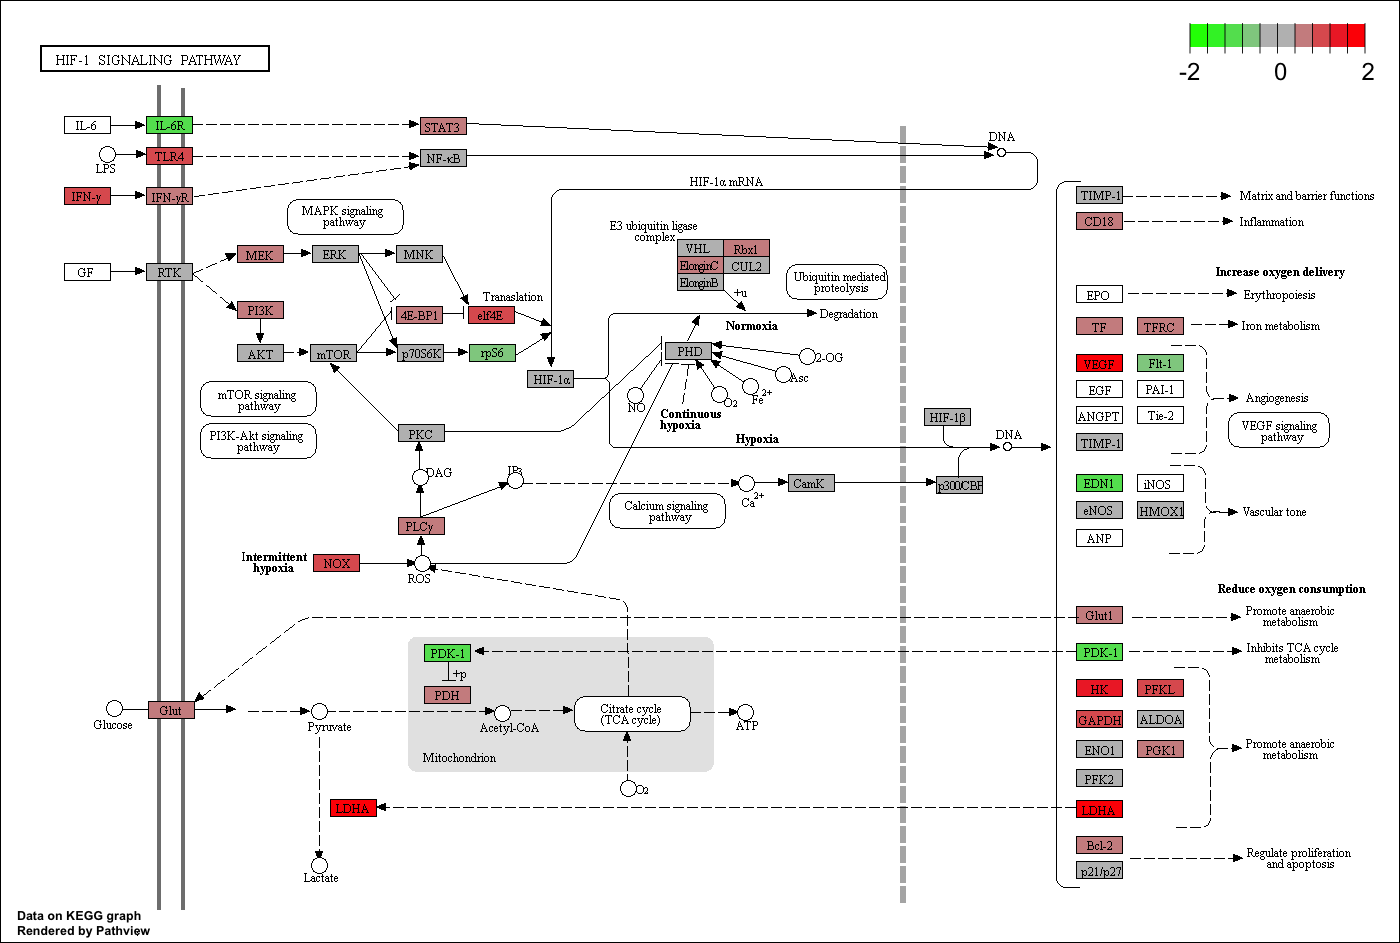 HIF-1 SIGNALING PATHWAY
-2 0 2
IL-6
IL-6R
STAT3
DNA
LPS
TLR4
NF-κB
IFN-γ
IFN-γR
HIF-1α mRNA
MAPK signaling
pathway
GF
RTK
MEK
ERK
MNK
PI3K
4E-BP1
elf4E
Translation
AKT
mTOR
p70S6K
rpS6
HIF-1α
E3 ubiquitin ligase
complex
VHL
Rbx1
ElonginC
CUL2
ElonginB
+u
Ubiquitin mediated
proteolysis
Degradation
Normoxia
PHD
2-OG
Asc
Fe2+
O2
NO
Continuous
hypoxia
Hypoxia
mTOR signaling
pathway
PI3K-Akt signaling
pathway
PKC
DAG
IP3
Ca2+
CamK
Calcium signaling
pathway
PLCγ
Intermittent
hypoxia
NOX
ROS
HIF-1β
p300/CBP
DNA
TIMP-1
Matrix and barrier functions
CD18
Inflammation
Increase oxygen delivery
EPO
Erythropoiesis
TF
TFRC
Iron metabolism
VEGF
Flt-1
EGF
PAI-1
ANGPT
Tie-2
TIMP-1
Angiogenesis
VEGF signaling
pathway
EDN1
iNOS
eNOS
HMOX1
ANP
Vascular tone
Reduce oxygen consumption
Glut1
Promote anaerobic
metabolism
PDK-1
Inhibits TCA cycle
metabolism
HK
PFKL
GAPDH
ALDOA
ENO1
PGK1
PFK2
LDHA
Promote anaerobic
metabolism
Bcl-2
p21/p27
Regulate proliferation
and apoptosis
PDK-1
+p
PDH
Glucose
Glut
Pyruvate
Acetyl-CoA
Citrate cycle
(TCA cycle)
ATP
Mitochondrion
O2
LDHA
Lactate
Data on KEGG graph
Rendered by Pathview